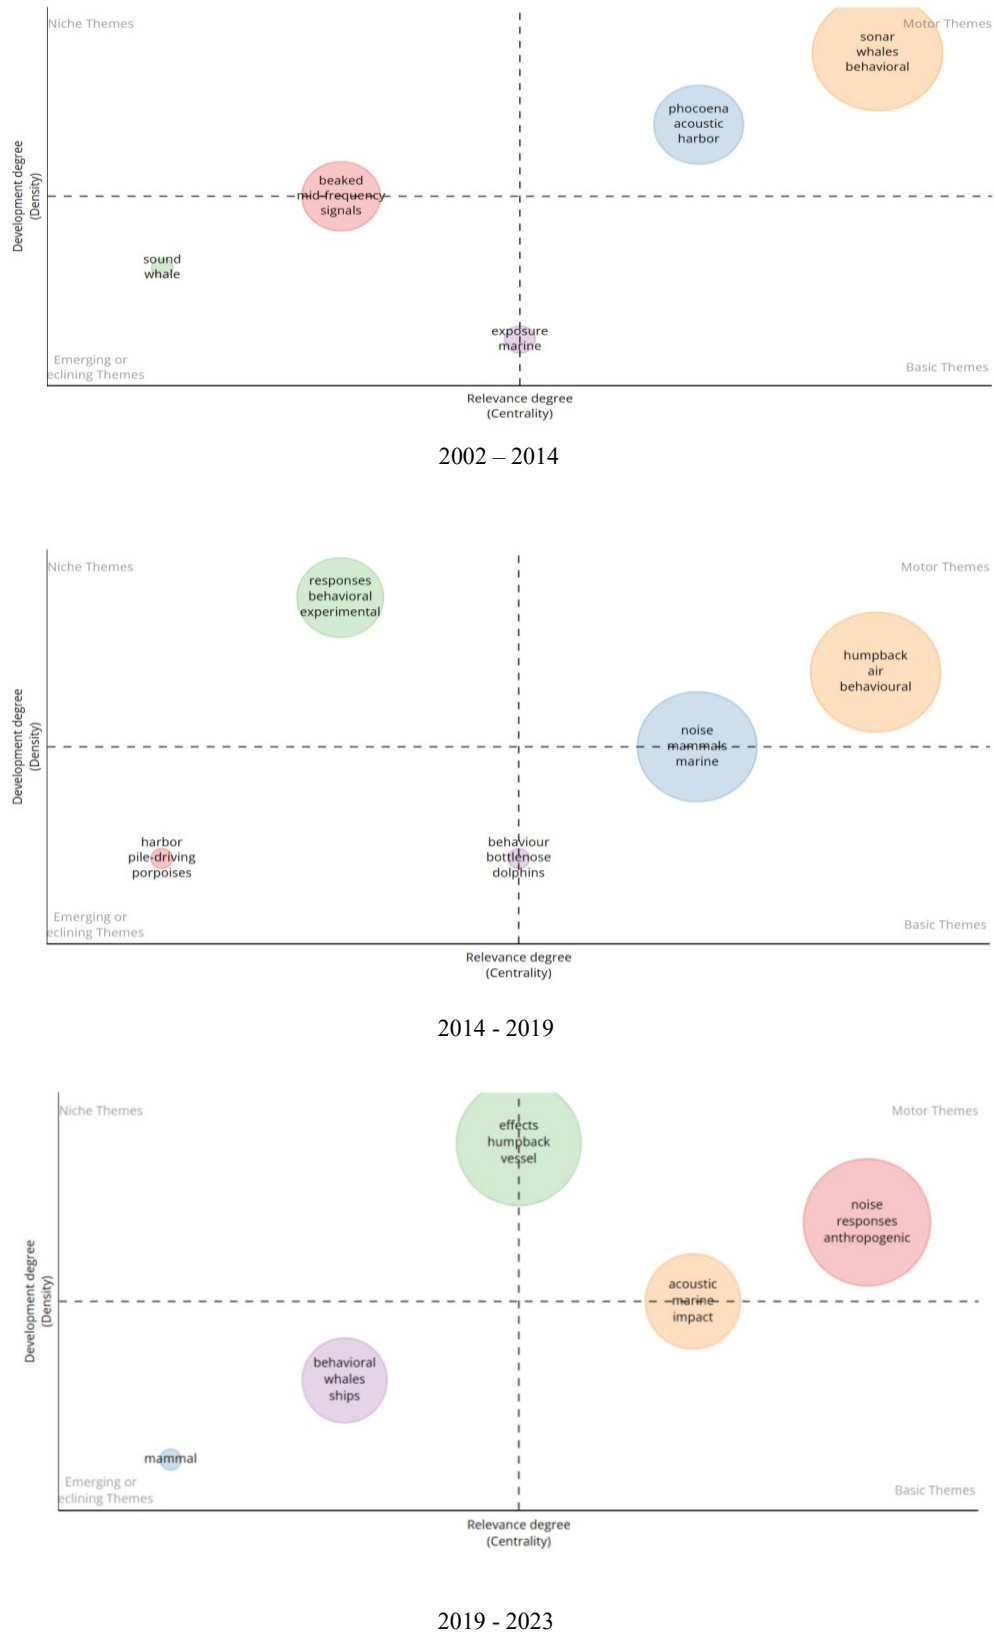 Niche Themes
Motor Themes
sonar
whales
behavioral
phocoena
acoustic
harbor
beaked
mid-frequency
signals
sound
whale
exposure
marine
Emerging or
eclining Themes
Basic Themes
Development degree
(Density)
Relevance degree
(Centrality)
2002 – 2014
Niche Themes
Motor Themes
responses
behavioral
experimental
humpback
air
behavioural
noise
mammals
marine
harbor
pile-driving
porpoises
behaviour
bottlenose
dolphins
Emerging or
eclining Themes
Basic Themes
Development degree
(Density)
Relevance degree
(Centrality)
2014 - 2019
Niche Themes
Motor Themes
effects
humpback
vessel
noise
responses
anthropogenic
acoustic
marine
impact
behavioral
whales
ships
mammal
Emerging or
eclining Themes
Basic Themes
Development degree
(Density)
Relevance degree
(Centrality)
2019 - 2023